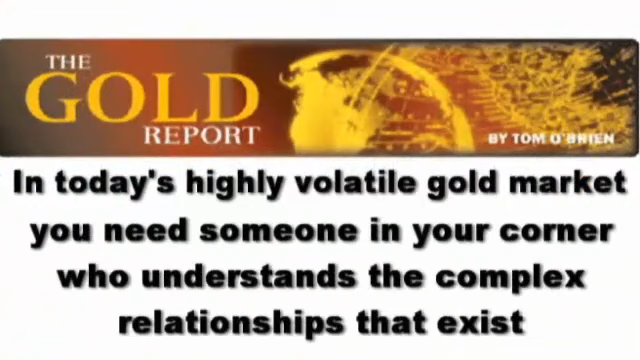 THE
GOLD
REPORT
BY TOM O'BRIEN
In today's highly volatile gold market
you need someone in your corner
who understands the complex
relationships that exist